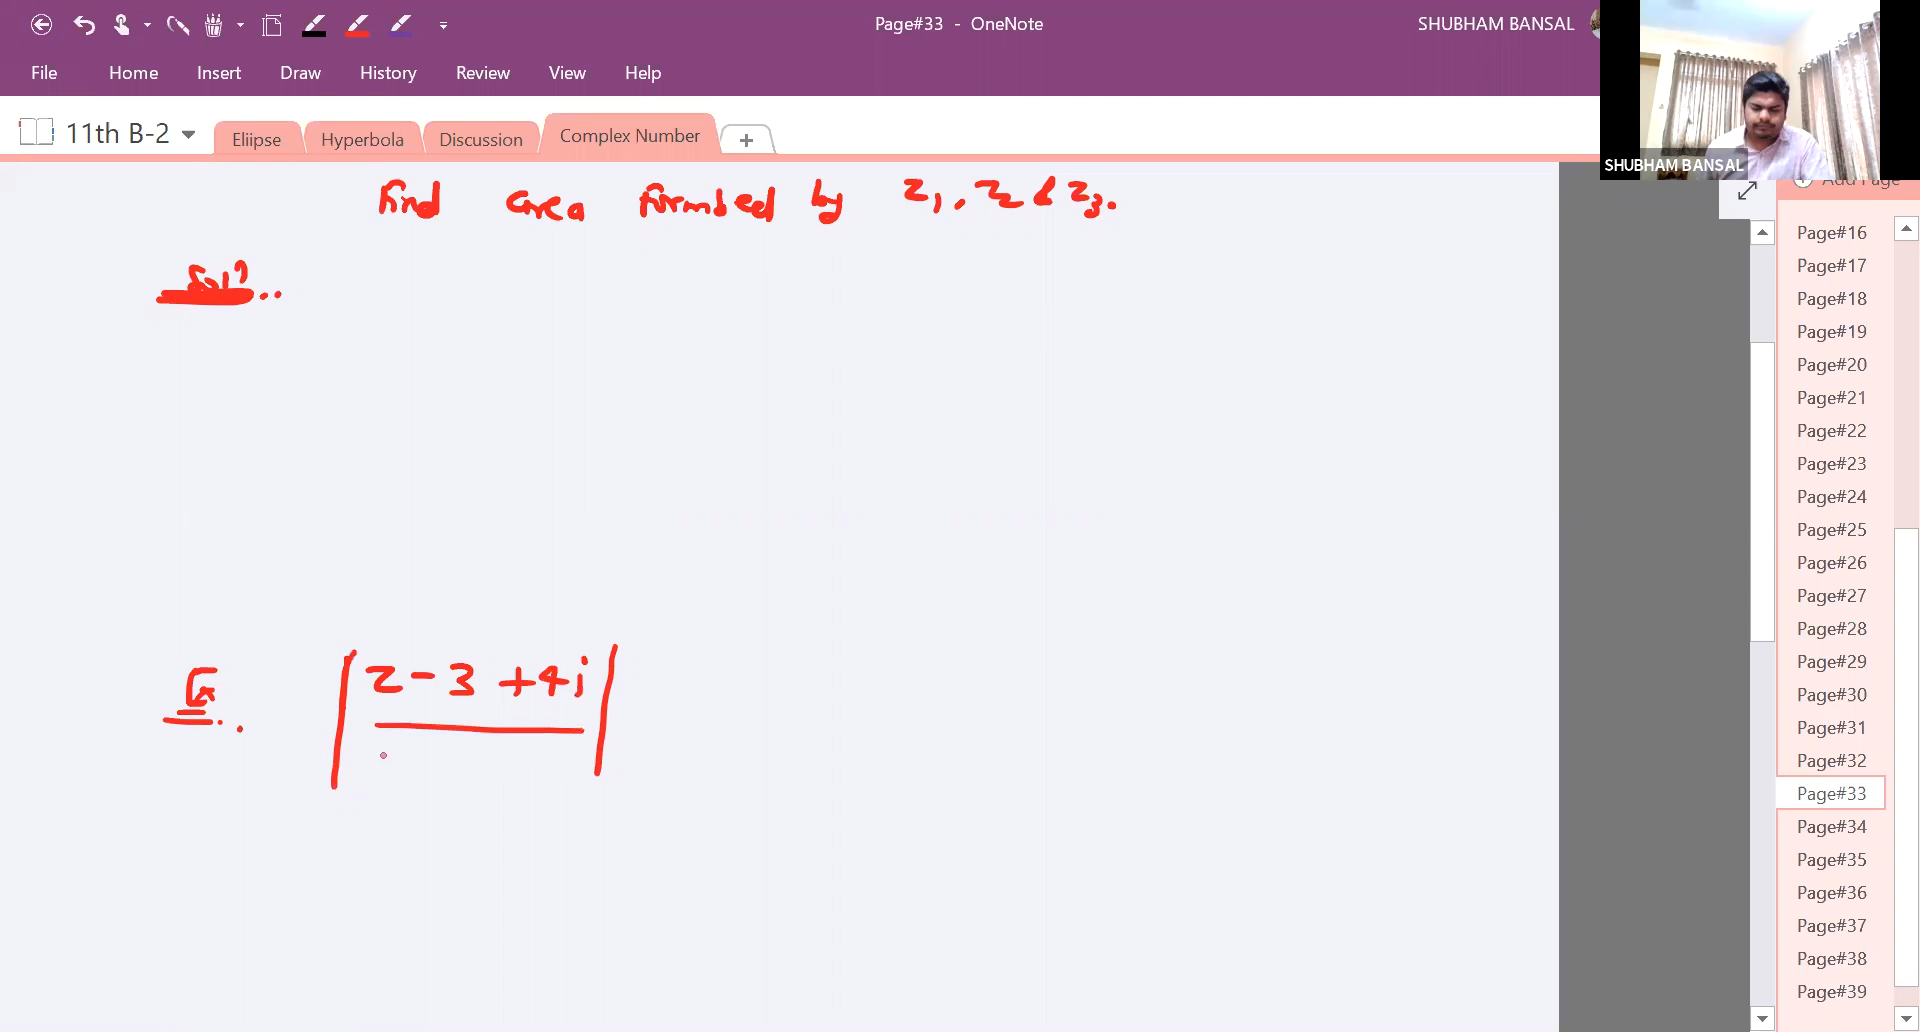 Page#33 - OneNote
SHUBHAM BANSAL
File Home Insert Draw History Review View Help
11th B-2
Eliipse
Hyperbola
Discussion
Complex Number
SHUBHAM BANSAL
Add Page
find area formted by z1, z2 & z3.
Sol?
Ex
| z - 3 + 4i |
Page#16
Page#17
Page#18
Page#19
Page#20
Page#21
Page#22
Page#23
Page#24
Page#25
Page#26
Page#27
Page#28
Page#29
Page#30
Page#31
Page#32
Page#33
Page#34
Page#35
Page#36
Page#37
Page#38
Page#39